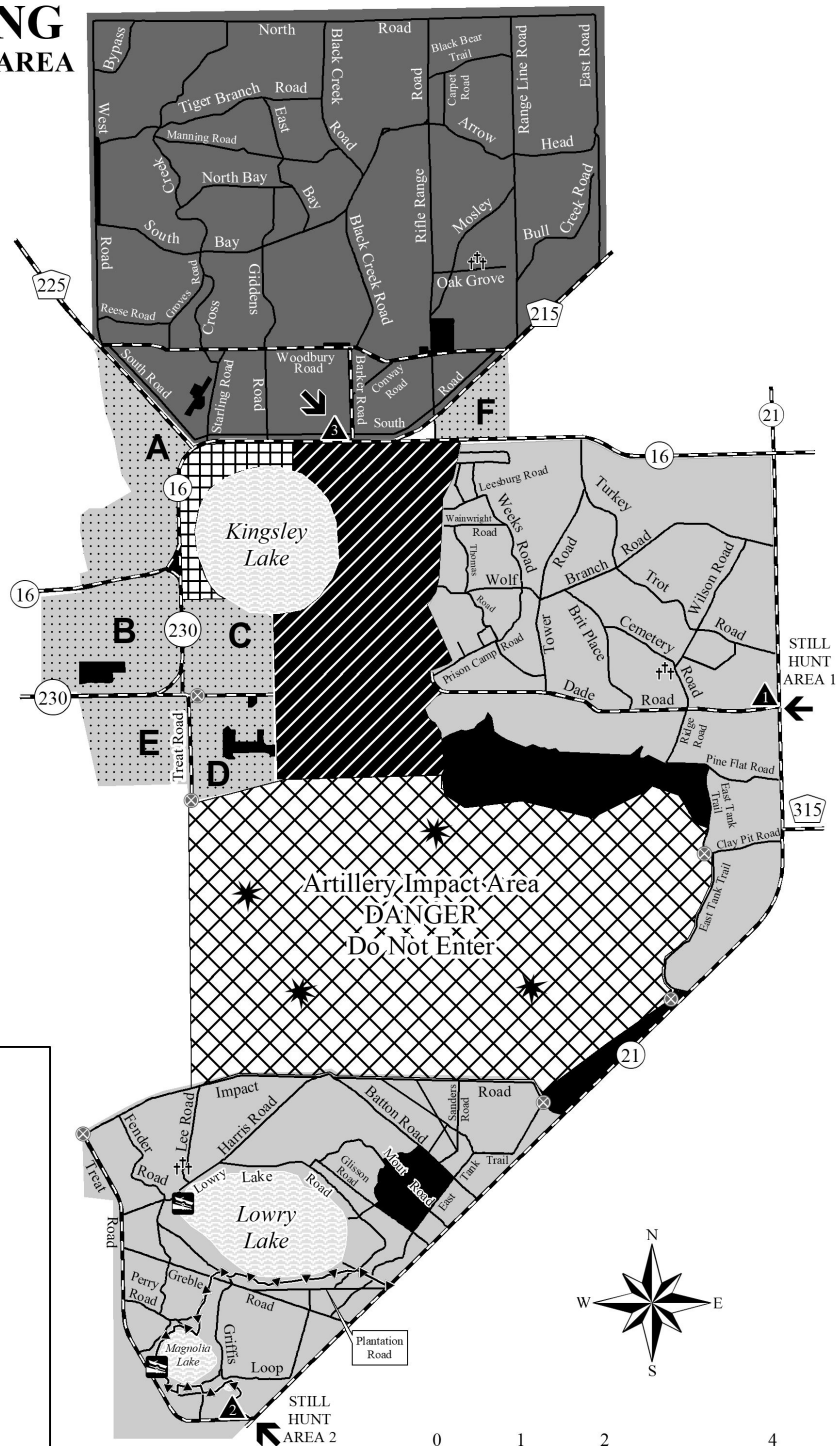 NG
AREA
Bypass
North Road
Black Creek Road
Black Bear
Trail
Carpet
Road
Range Line Road
East Road
West Road
Tiger Branch Road
East Bay
Manning Road
Arrow Head
Creek
North Bay
South Bay
Rifle Range Road
Mosley
Bull Creek Road
Oak Grove
Black Creek Road
Giddens Road
Groves Road
Cross
Reese Road
225
215
South Road
Starling Road
Woodbury
Road
Barker Road
Conway
Road
South Road
3
F
A
16
21
16
Kingsley
Lake
Leesburg Road
Weeks Road
Wainwright
Road
Thomas
Road
Wolf Branch Road
Turkey
Road
Trot
Wilson Road
Tower
Brit Place
Cemetery Road
Road
Prison Camp Road
Dade Road
16
B
230
C
230
E
Treat Road
D
STILL
HUNT
AREA 1
1
Ridge
Road
Pine Flat Road
East Tank
Trail
315
Clay Pit Road
East Tank Trail
Artillery Impact Area
DANGER
Do Not Enter
21
Impact Road
Fender
Road
Lee Road
Harris Road
Batton Road
Sanders
Road
Treat
Road
Glisson
Road
Mout Road
East Tank Trail
Lowry Lake Road
Lowry
Lake
Perry
Road
Greble Road
Griffis Loop
Magnolia
Lake
Plantation
Road
2
STILL
HUNT
AREA 2
N
W E
S
0 1 2 4